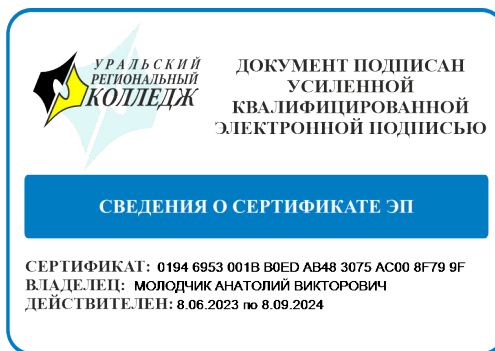 УРАЛЬСКИЙ
РЕГИОНАЛЬНЫЙ
КОЛЛЕДЖ
ДОКУМЕНТ ПОДПИСАН
УСИЛЕННОЙ
КВАЛИФИЦИРОВАННОЙ
ЭЛЕКТРОННОЙ ПОДПИСЬЮ
СВЕДЕНИЯ О СЕРТИФИКАТЕ ЭП
СЕРТИФИКАТ: 0194 6953 001B B0ED AB48 3075 AC00 8F79 9F
ВЛАДЕЛЕЦ: МОЛОДЧИК АНАТОЛИЙ ВИКТОРОВИЧ
ДЕЙСТВИТЕЛЕН: 8.06.2023 по 8.09.2024